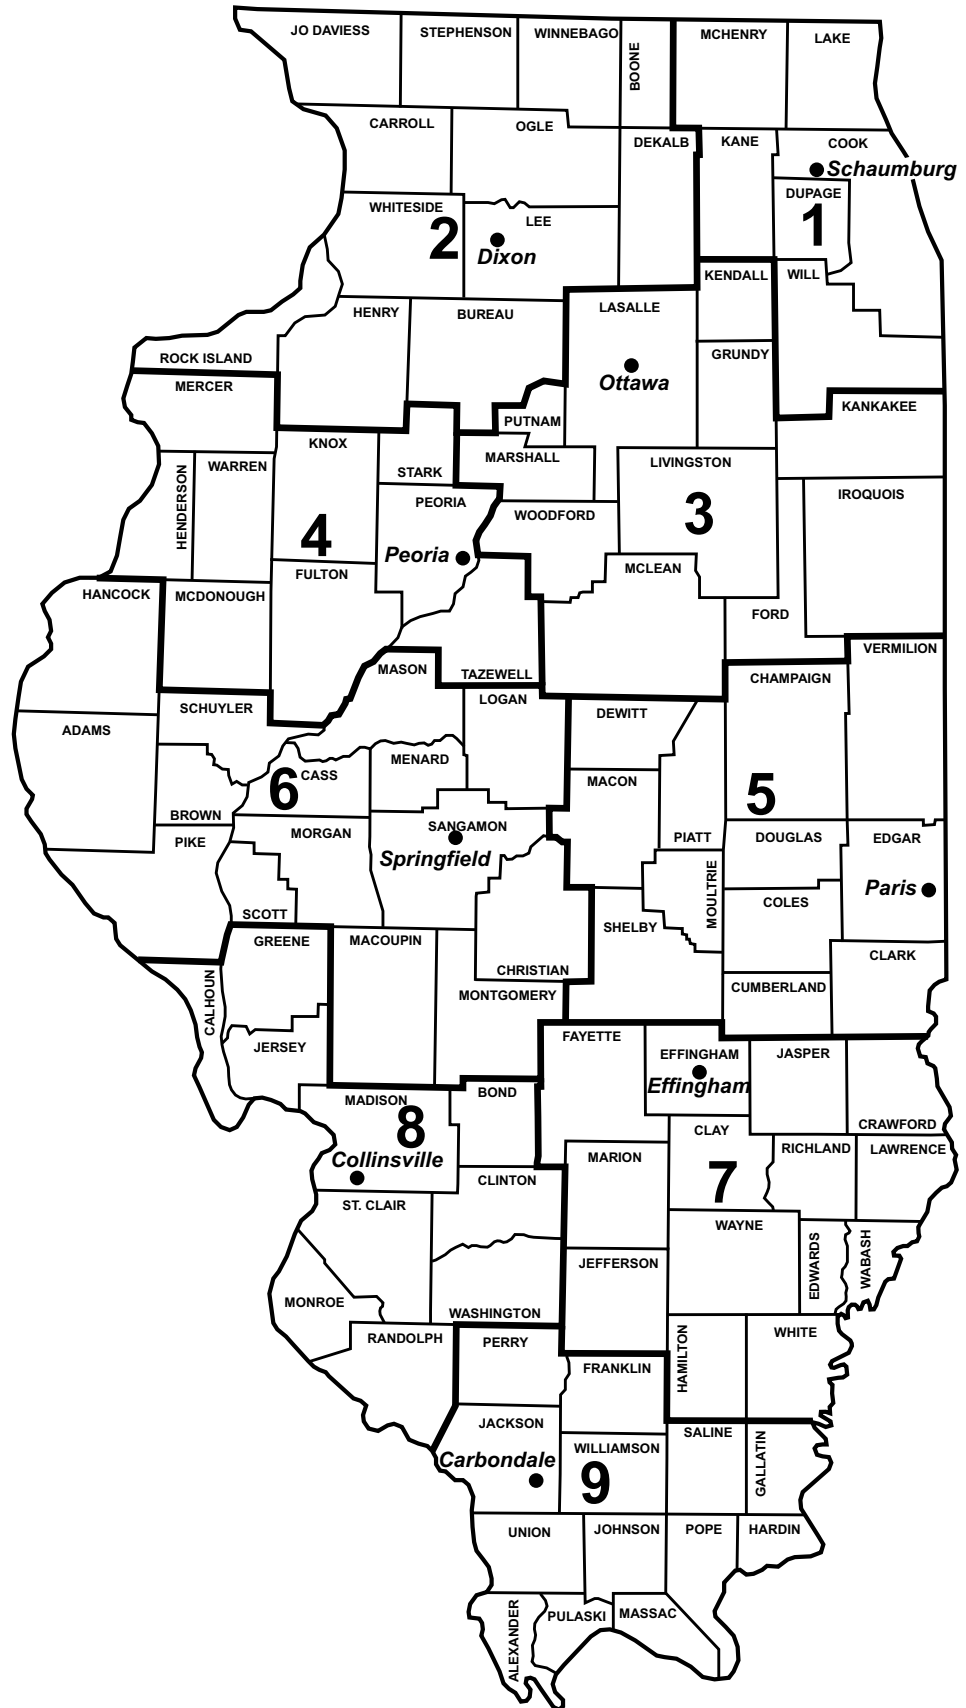 JO DAVIESS
STEPHENSON
WINNEBAGO
BOONE
MCHENRY
LAKE
CARROLL
OGLE
DEKALB
KANE
COOK
Schaumburg
DUPAGE
1
WHITESIDE
2
LEE
Dixon
KENDALL
WILL
HENRY
BUREAU
LASALLE
ROCK ISLAND
GRUNDY
Ottawa
MERCER
PUTNAM
KANKAKEE
KNOX
STARK
MARSHALL
LIVINGSTON
HENDERSON
WARREN
PEORIA
WOODFORD
3
IROQUOIS
4
Peoria
FULTON
MCLEAN
HANCOCK
MCDONOUGH
FORD
MASON
TAZEWELL
VERMILION
CHAMPAIGN
LOGAN
SCHUYLER
DEWITT
ADAMS
MENARD
CASS
6
MACON
5
BROWN
SANGAMON
Springfield
PIKE
MORGAN
PIATT
DOUGLAS
EDGAR
Paris
MOULTRIE
COLES
SCOTT
SHELBY
GREENE
MACOUPIN
CHRISTIAN
CLARK
CALHOUN
MONTGOMERY
CUMBERLAND
JERSEY
FAYETTE
EFFINGHAM
Effingham
JASPER
BOND
MADISON
8
Collinsville
CLAY
CRAWFORD
MARION
RICHLAND
LAWRENCE
7
CLINTON
ST. CLAIR
WAYNE
JEFFERSON
EDWARDS
WABASH
MONROE
WASHINGTON
RANDOLPH
PERRY
HAMILTON
WHITE
FRANKLIN
JACKSON
Carbondale
WILLIAMSON
9
SALINE
GALLATIN
UNION
JOHNSON
POPE
HARDIN
ALEXANDER
PULASKI
MASSAC